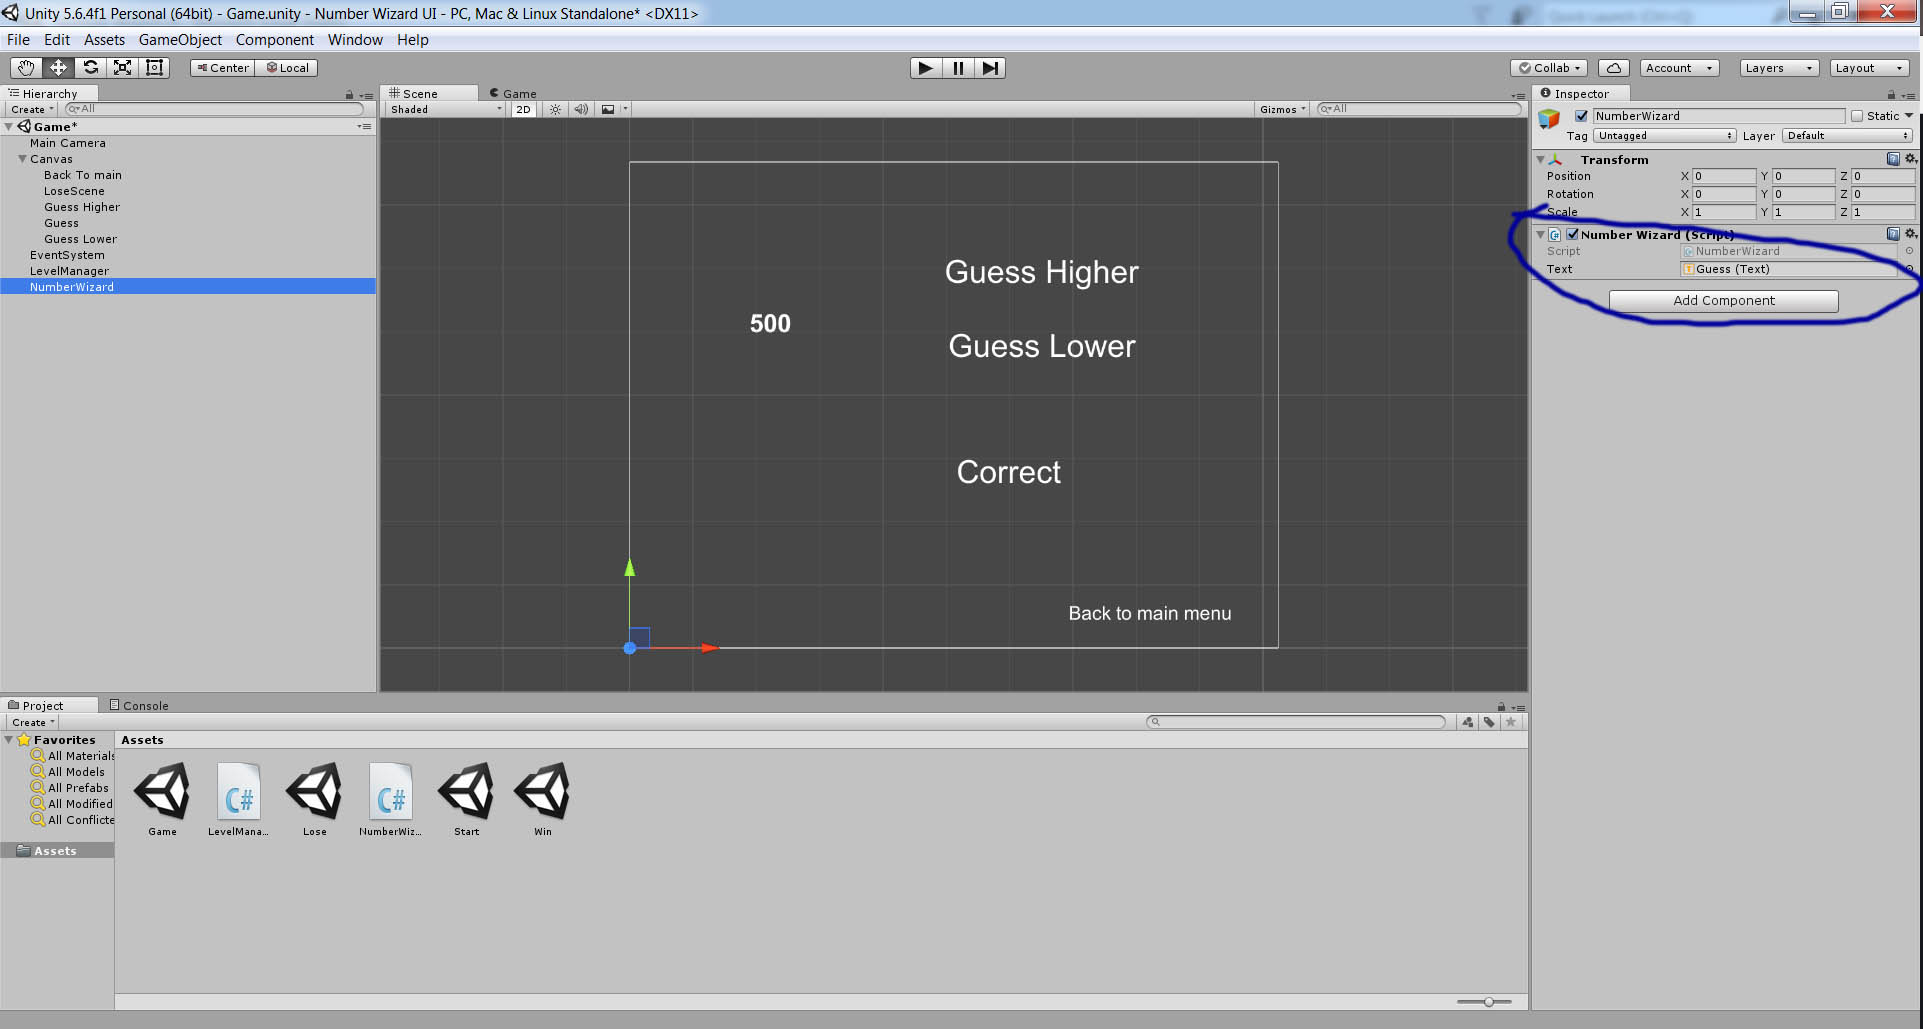 Unity 5.6.4f1 Personal (64bit) - Game.unity - Number Wizard UI - PC, Mac & Linux Standalone* <DX11>
File Edit Assets GameObject Component Window Help
Center Local Collab Account Layers Layout
Hierarchy
Create All
Game*
Main Camera
Canvas
Back To main
LoseScene
Guess Higher
Guess
Guess Lower
EventSystem
LevelManager
NumberWizard
Scene Game
Shaded 2D Gizmos All
Guess Higher
500
Guess Lower
Correct
Back to main menu
Inspector
NumberWizard Static
Tag Untagged Layer Default
Transform
Position X 0 Y 0 Z 0
Rotation X 0 Y 0 Z 0
Scale X 1 Y 1 Z 1
Number Wizard (Script)
Script NumberWizard
Text Guess (Text)
Add Component
Project Console
Create
Favorites
All Materials
All Models
All Prefabs
All Modified
All Conflicte
Assets
Assets
C# C#
Game LevelMana... Lose NumberWiz... Start Win